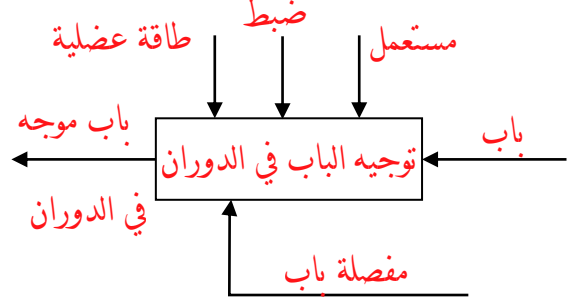 ضبط
مستعمل
طاقة عضلية
باب
توجيه الباب في الدوران
باب موجه
في الدوران
مفصلة باب